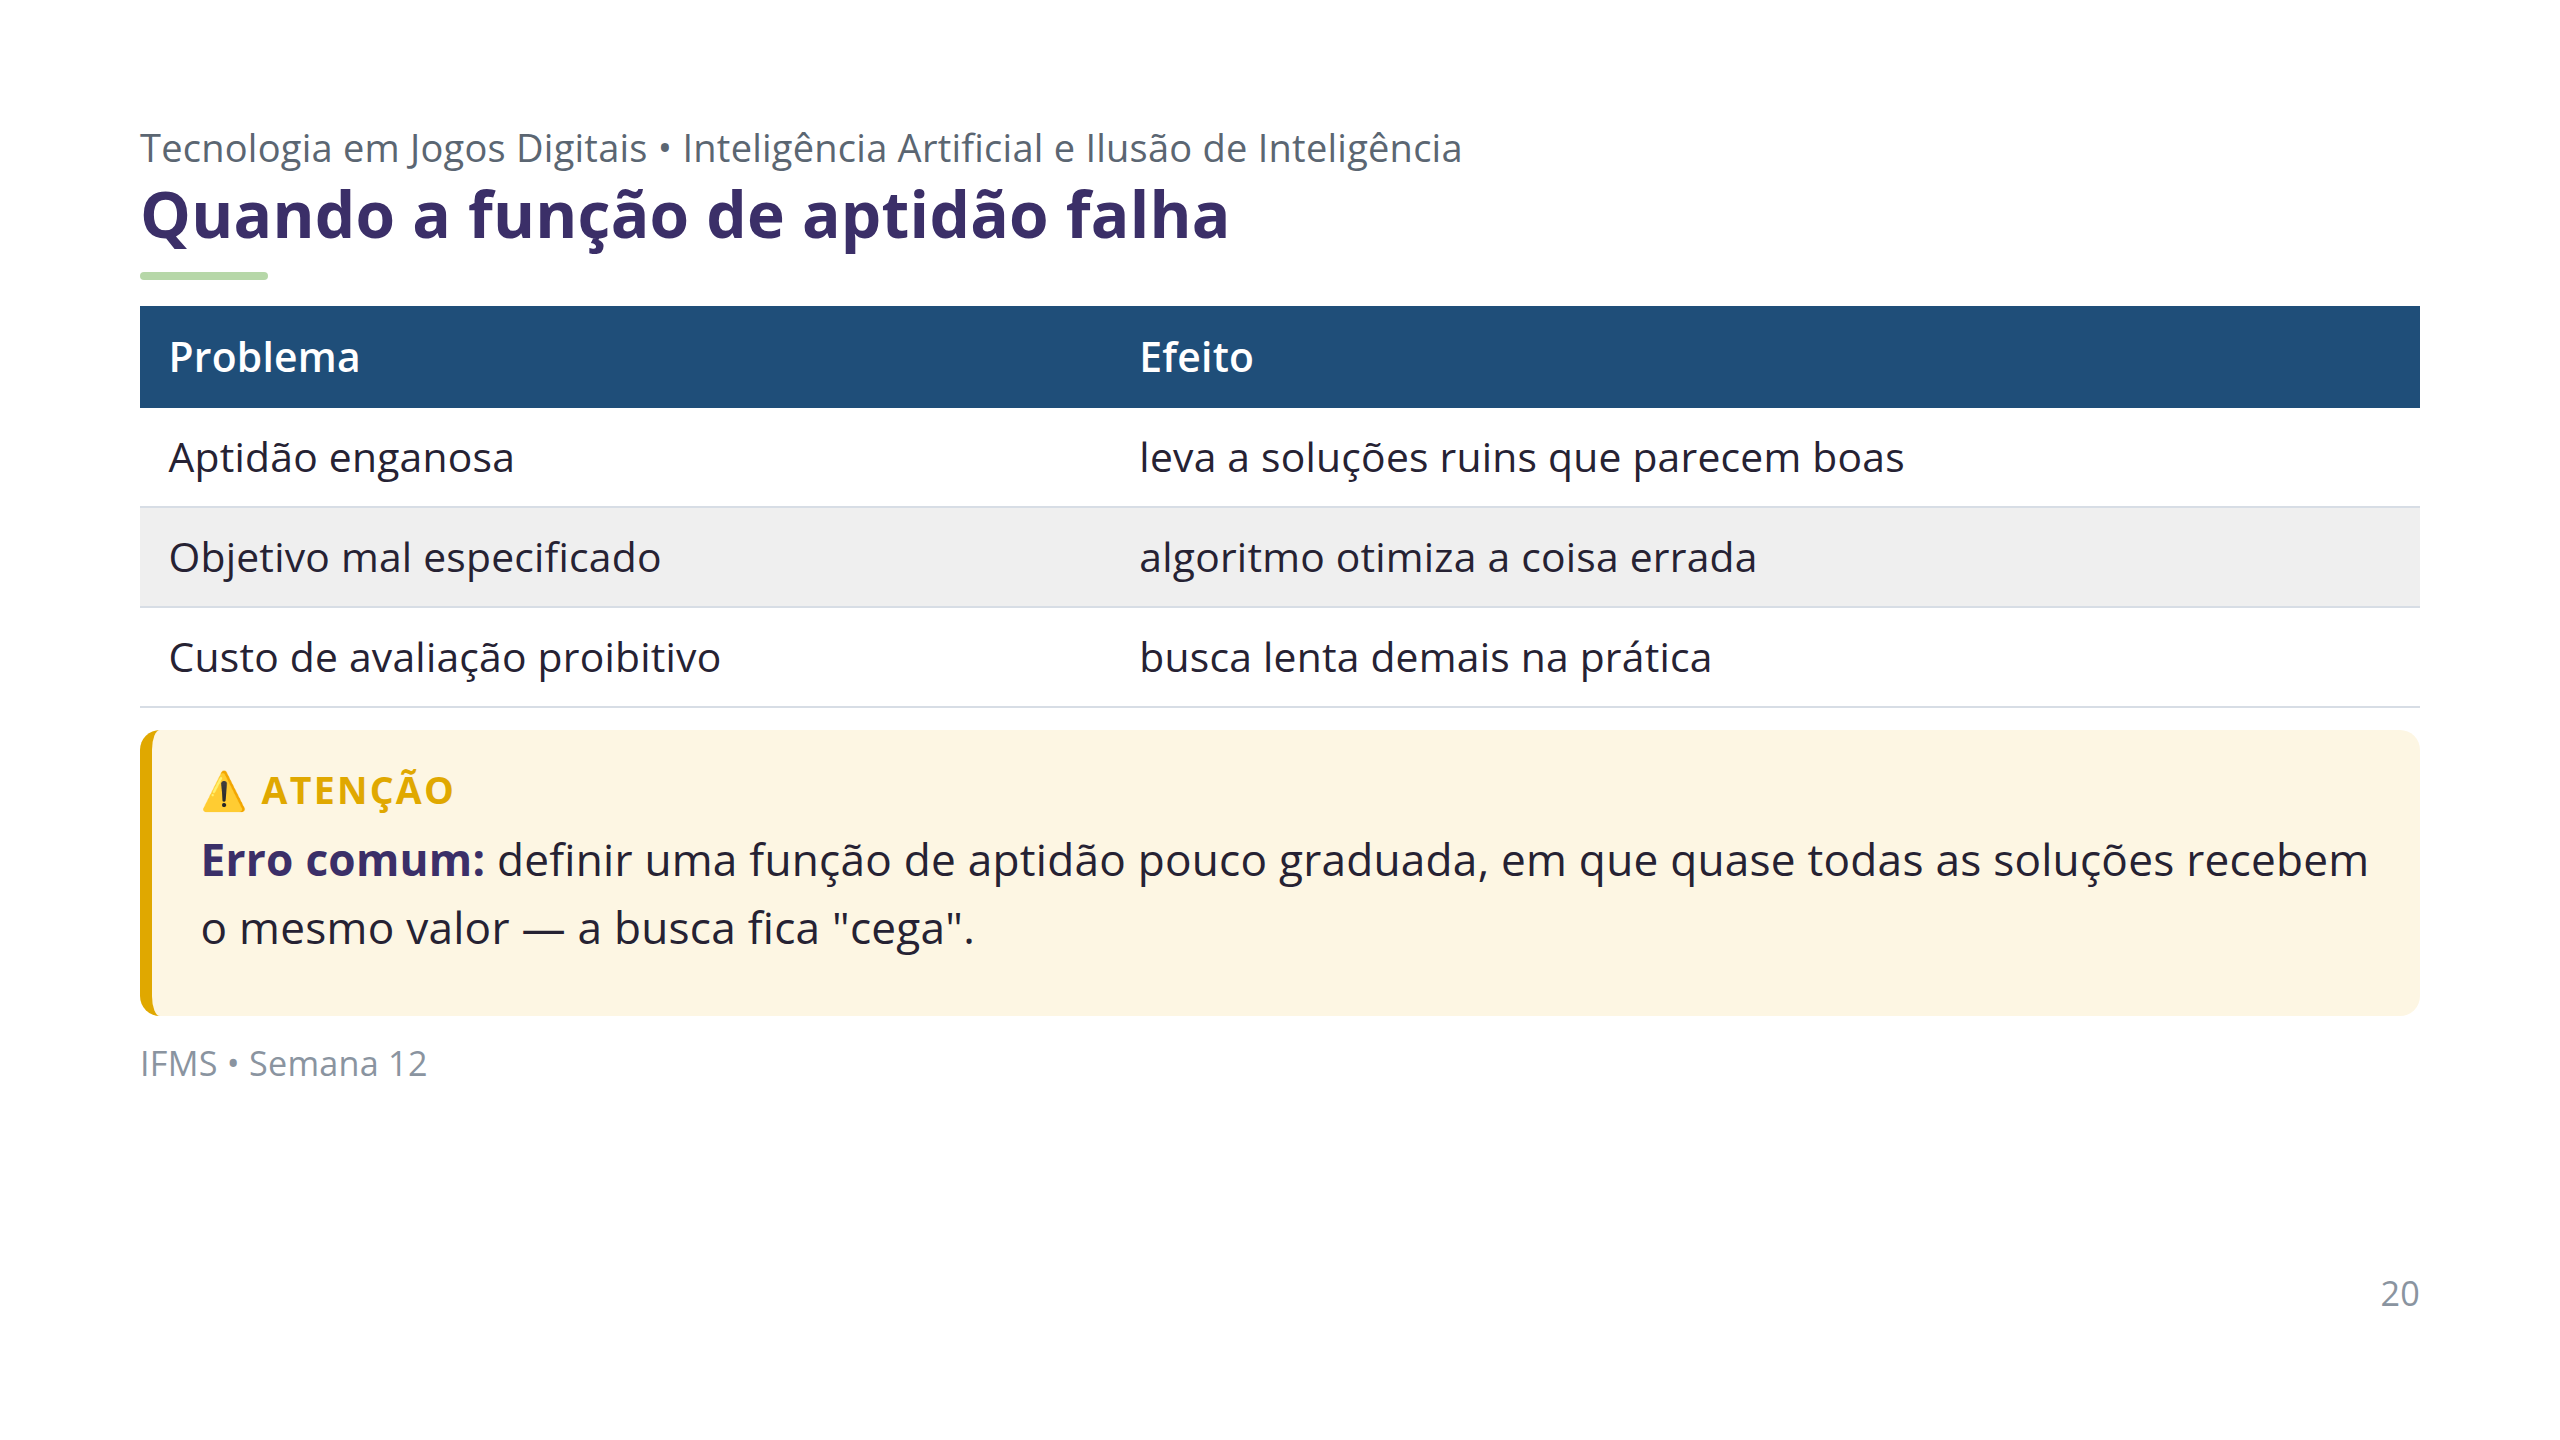 Tecnologia em Jogos Digitais • Inteligência Artificial e Ilusão de Inteligência
Quando a função de aptidão falha
Problema Efeito
Aptidão enganosa leva a soluções ruins que parecem boas
Objetivo mal especificado algoritmo otimiza a coisa errada
Custo de avaliação proibitivo busca lenta demais na prática
⚠️ ATENÇÃO
Erro comum: definir uma função de aptidão pouco graduada, em que quase todas as soluções recebem
o mesmo valor — a busca fica "cega".
IFMS • Semana 12
20